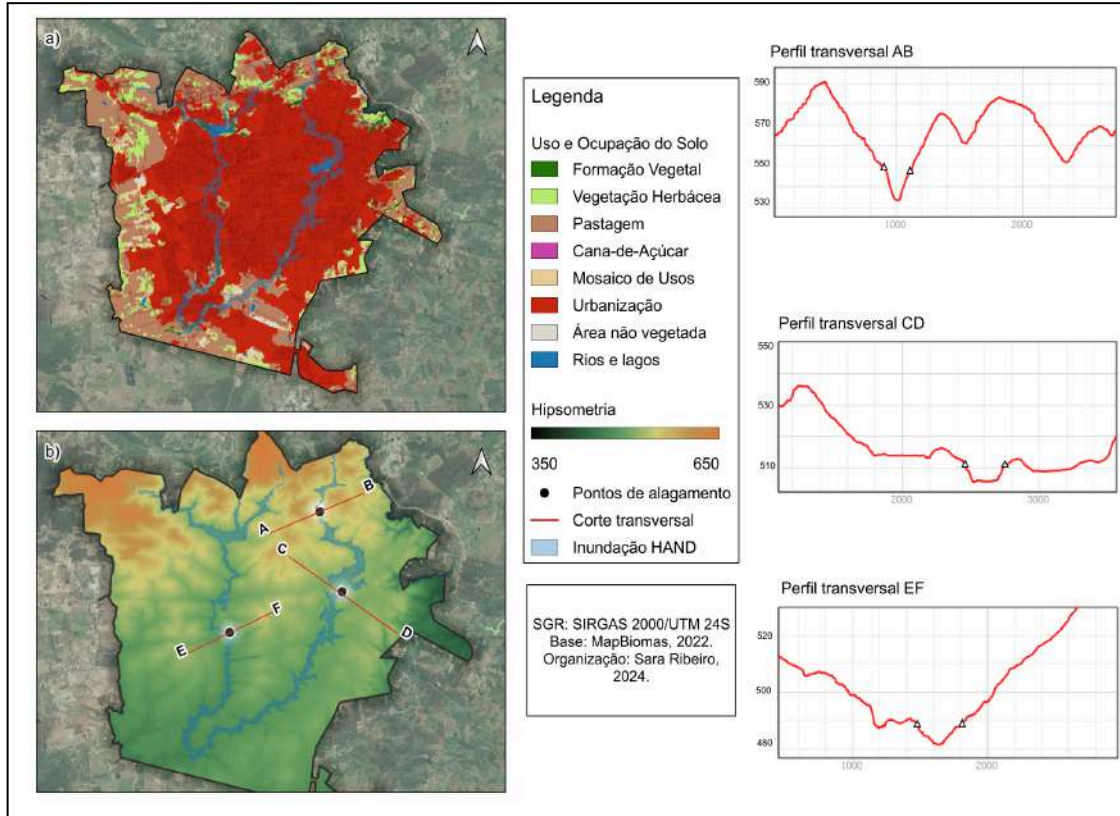 a)
b)
A
B
C
D
E
F
Legenda
Uso e Ocupação do Solo
Formação Vegetal
Vegetação Herbácea
Pastagem
Cana-de-Açúcar
Mosaico de Usos
Urbanização
Área não vegetada
Rios e lagos
Hipsometria
350 650
Pontos de alagamento
Corte transversal
Inundação HAND
SGR: SIRGAS 2000/UTM 24S
Base: MapBiomas, 2022.
Organização: Sara Ribeiro,
2024.
Perfil transversal AB
590
570
550
530
1000 2000
Perfil transversal CD
550
530
510
2000 3000
Perfil transversal EF
520
500
480
1000 2000